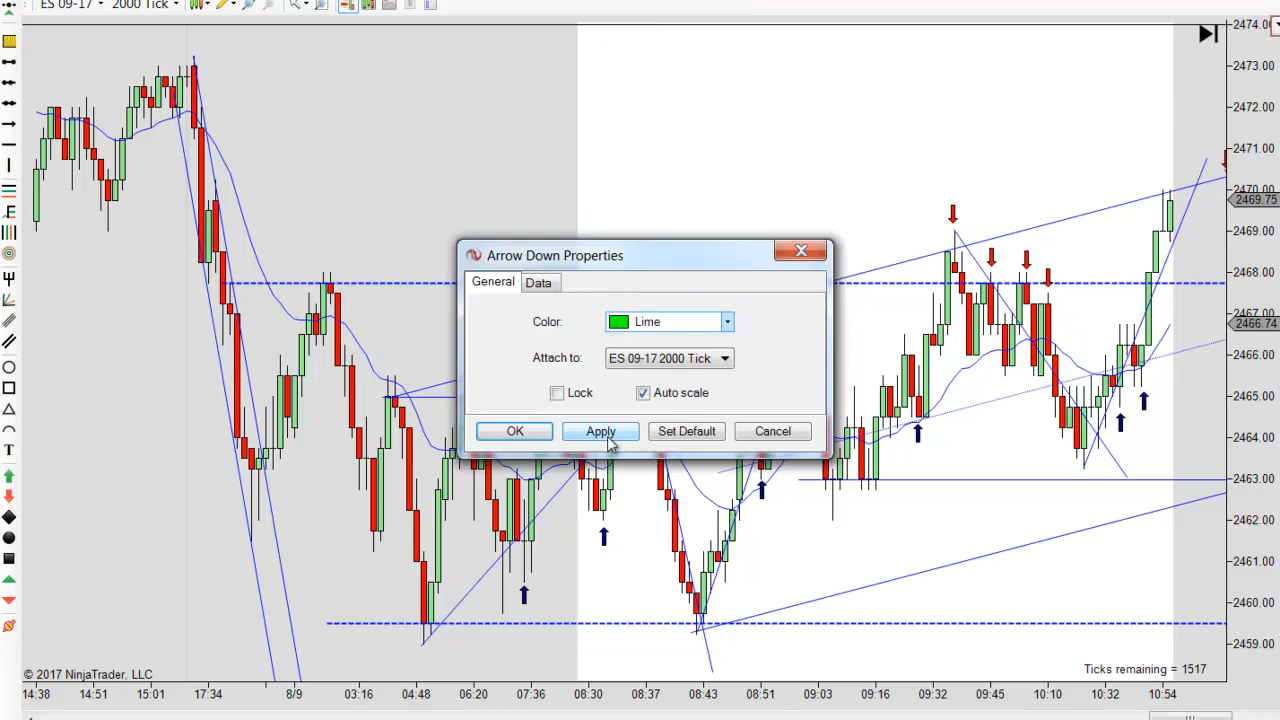 ES 09-17 2000 Tick
2474.00
2473.00
2472.00
2471.00
2470.00
2469.75
2469.00
2468.00
2467.00
2466.74
2466.00
2465.00
2464.00
2463.00
2462.00
2461.00
2460.00
2459.00
Arrow Down Properties
General Data
Color: Lime
Attach to: ES 09-17 2000 Tick
Lock Auto scale
OK Apply Set Default Cancel
T
© 2017 NinjaTrader, LLC
Ticks remaining = 1517
14:38 14:51 15:01 17:34 8/9 03:16 04:48 06:20 07:36 08:30 08:37 08:43 08:51 09:03 09:16 09:32 09:45 10:10 10:32 10:54